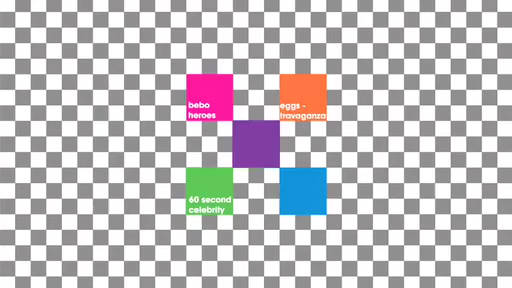 bebo
heroes
eggs -
travaganza
60 second
celebrity